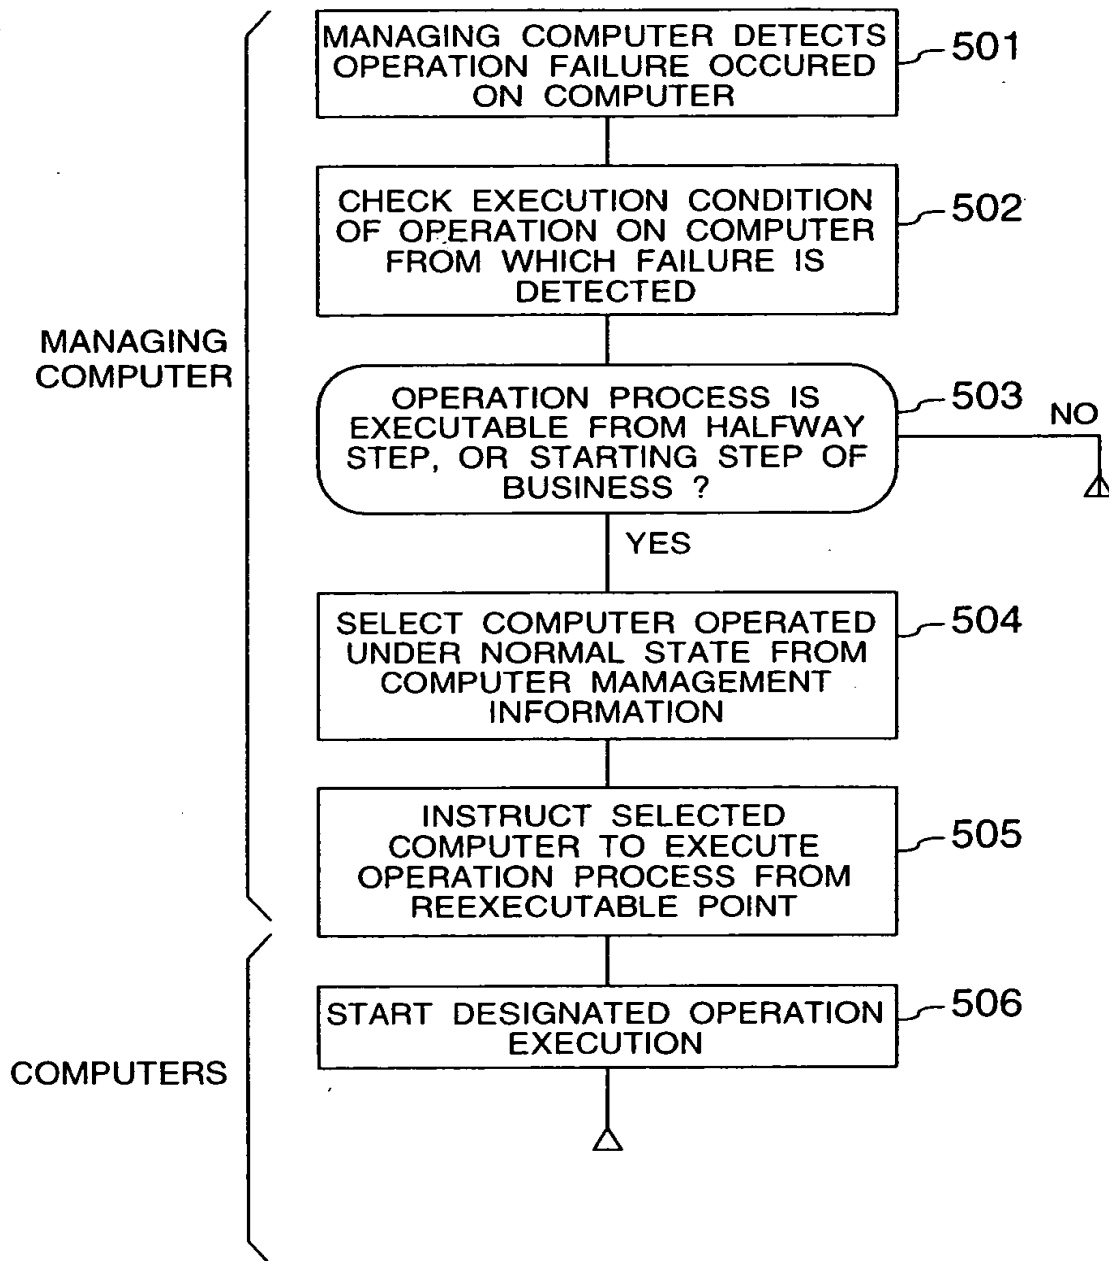 MANAGING COMPUTER DETECTS
OPERATION FAILURE OCCURED
ON COMPUTER
501
CHECK EXECUTION CONDITION
OF OPERATION ON COMPUTER
FROM WHICH FAILURE IS
DETECTED
502
MANAGING
COMPUTER
OPERATION PROCESS IS
EXECUTABLE FROM HALFWAY
STEP, OR STARTING STEP OF
BUSINESS ?
503
NO
YES
SELECT COMPUTER OPERATED
UNDER NORMAL STATE FROM
COMPUTER MAMAGEMENT
INFORMATION
504
INSTRUCT SELECTED
COMPUTER TO EXECUTE
OPERATION PROCESS FROM
REEXECUTABLE POINT
505
START DESIGNATED OPERATION
EXECUTION
506
COMPUTERS